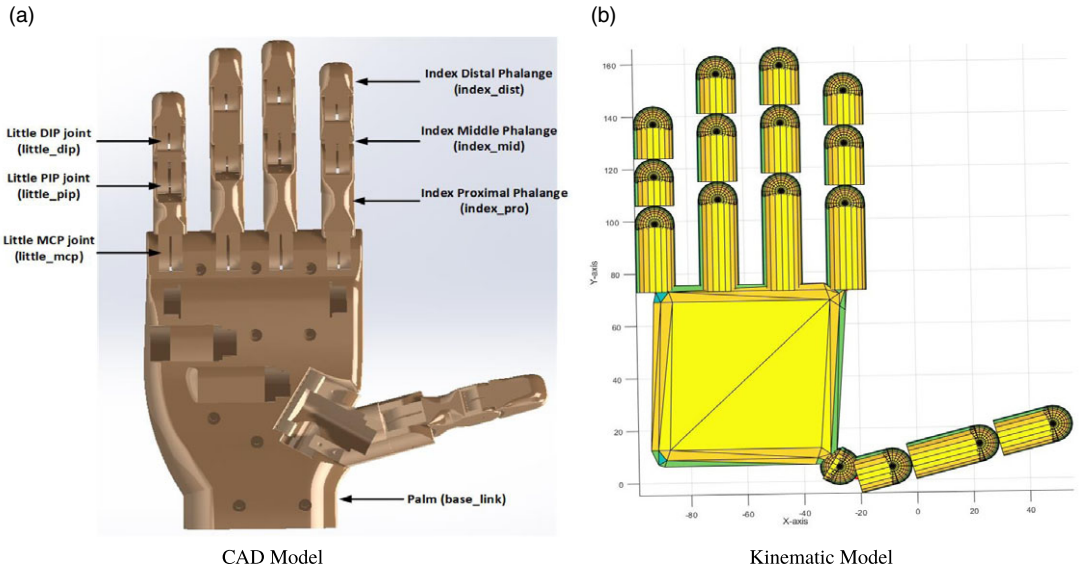 (a)
Index Distal Phalange
(index_dist)
Little DIP joint
(little_dip)
Index Middle Phalange
(index_mid)
Little PIP joint
(little_pip)
Index Proximal Phalange
(index_pro)
Little MCP joint
(little_mcp)
Palm (base_link)
CAD Model
(b)
160
140
120
100
80
60
40
20
0
Y-axis
-80 -60 -40 -20 0 20 40
X-axis
Kinematic Model